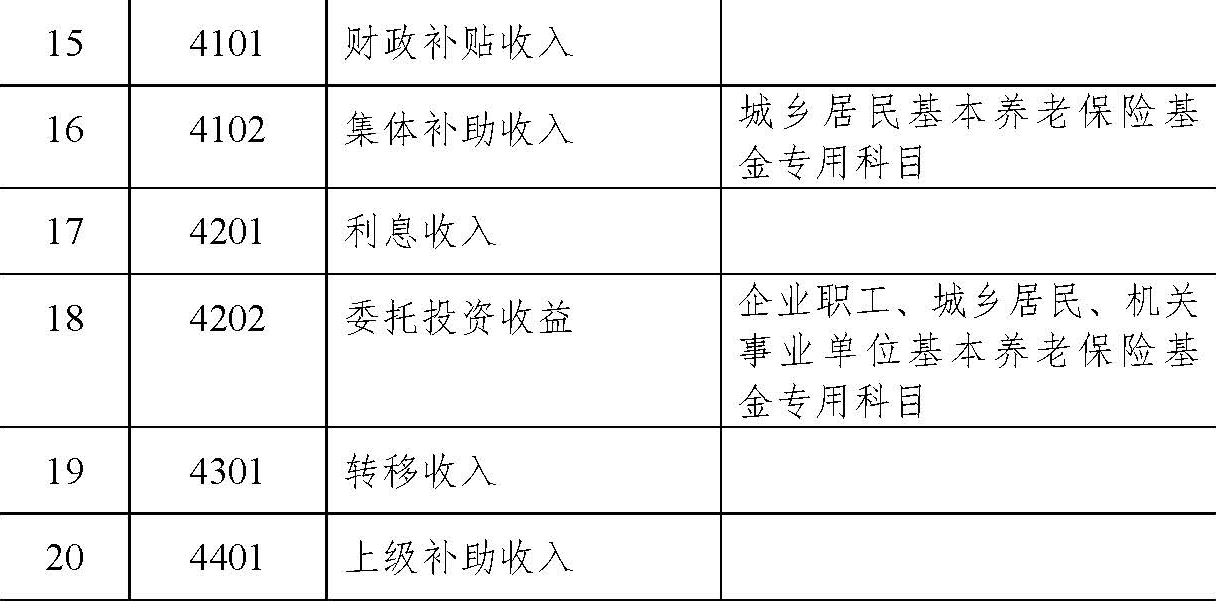 15 4101 财政补贴收入
16 4102 集体补助收入 城乡居民基本养老保险基
金专用科目
17 4201 利息收入
18 4202 委托投资收益 企业职工、城乡居民、机关
事业单位基本养老保险基
金专用科目
19 4301 转移收入
20 4401 上级补助收入